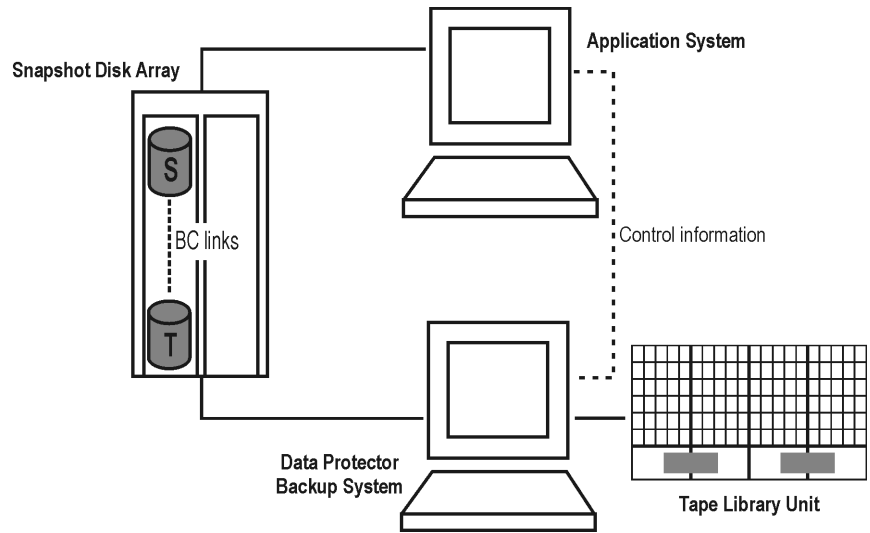 Application System
Snapshot Disk Array
S
BC links
Control information
T
Data Protector
Backup System
Tape Library Unit